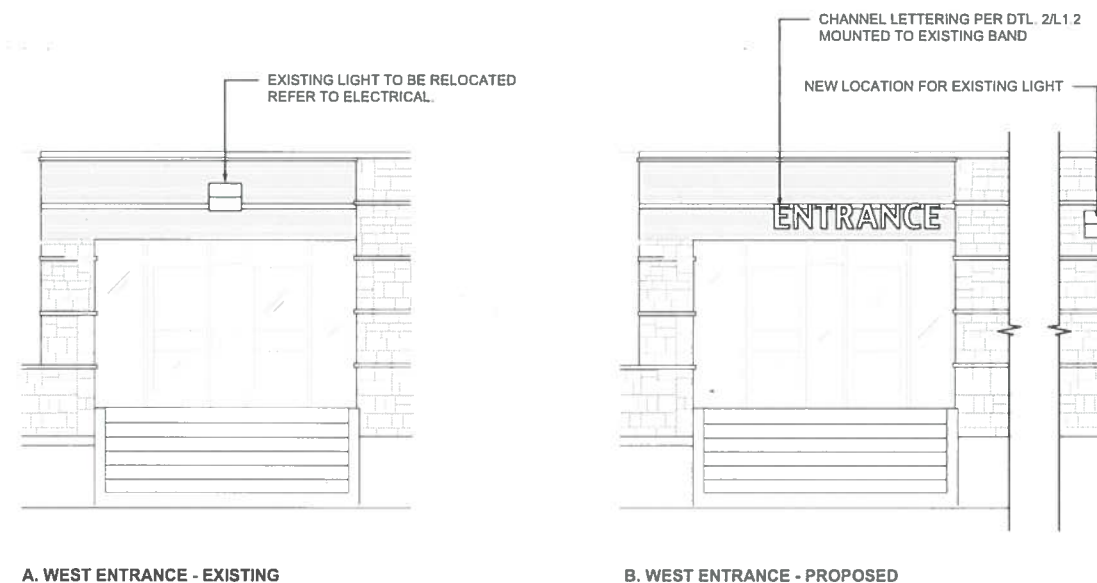 CHANNEL LETTERING PER DTL. 2/L1.2
MOUNTED TO EXISTING BAND
EXISTING LIGHT TO BE RELOCATED
REFER TO ELECTRICAL.
NEW LOCATION FOR EXISTING LIGHT
ENTRANCE
A. WEST ENTRANCE - EXISTING
B. WEST ENTRANCE - PROPOSED